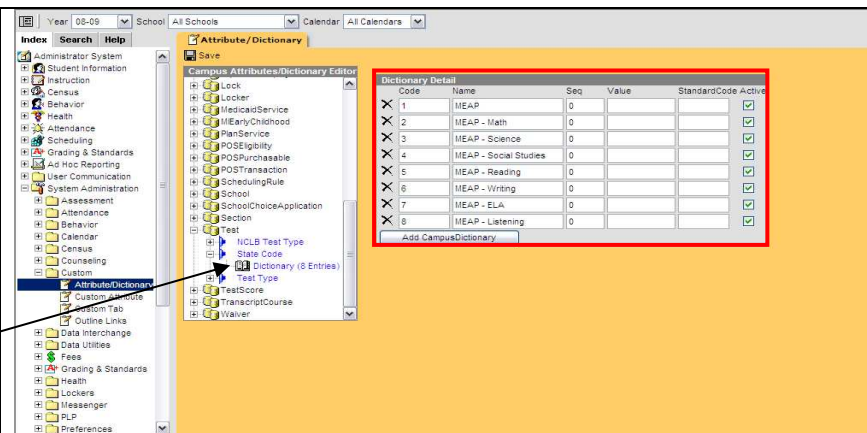 Year 08-09 School All Schools Calendar All Calendars
Index Search Help
Attribute/Dictionary
Administrator System
Student Information
Instruction
Census
Behavior
Health
Attendance
Scheduling
Grading & Standards
Ad Hoc Reporting
User Communication
System Administration
Assessment
Attendance
Behavior
Calendar
Census
Counseling
Custom
Attribute/Dictionary
Custom Attribute
Custom Tab
Outline Links
Data Interchange
Data Utilities
Fees
Grading & Standards
Health
Lockers
Messenger
PLP
Preferences
Save
Campus Attributes/Dictionary Editor
Lock
Locker
MedicaidService
MIEarlyChildhood
PlanService
POSEligibility
POSPurchasable
POSTransaction
SchedulingRule
School
SchoolChoiceApplication
Section
Test
NCLB Test Type
State Code
Dictionary (8 Entries)
Test Type
TestScore
TranscriptCourse
Waiver
Dictionary Detail
Code Name Seq Value StandardCode Active
1 MEAP 0
2 MEAP - Math 0
3 MEAP - Science 0
4 MEAP - Social Studies 0
5 MEAP - Reading 0
6 MEAP - Writing 0
7 MEAP - ELA 0
8 MEAP - Listening 0
Add CampusDictionary